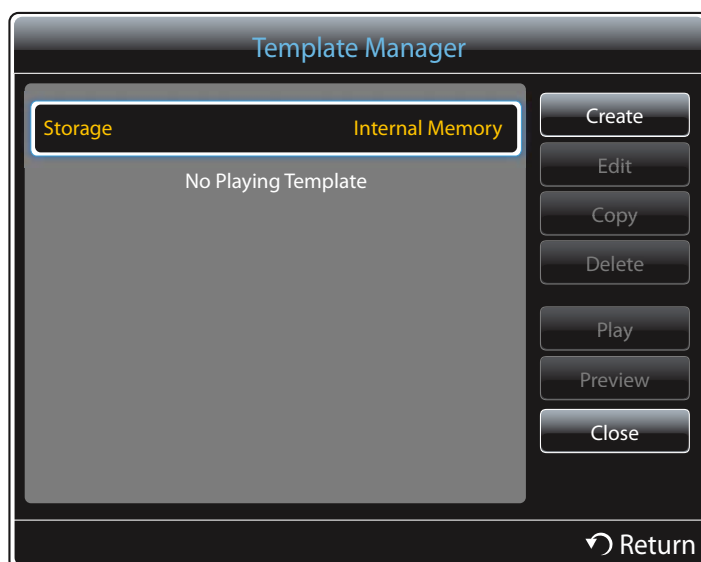 Template Manager
Storage Internal Memory
No Playing Template
Create
Edit
Copy
Delete
Play
Preview
Close
Return